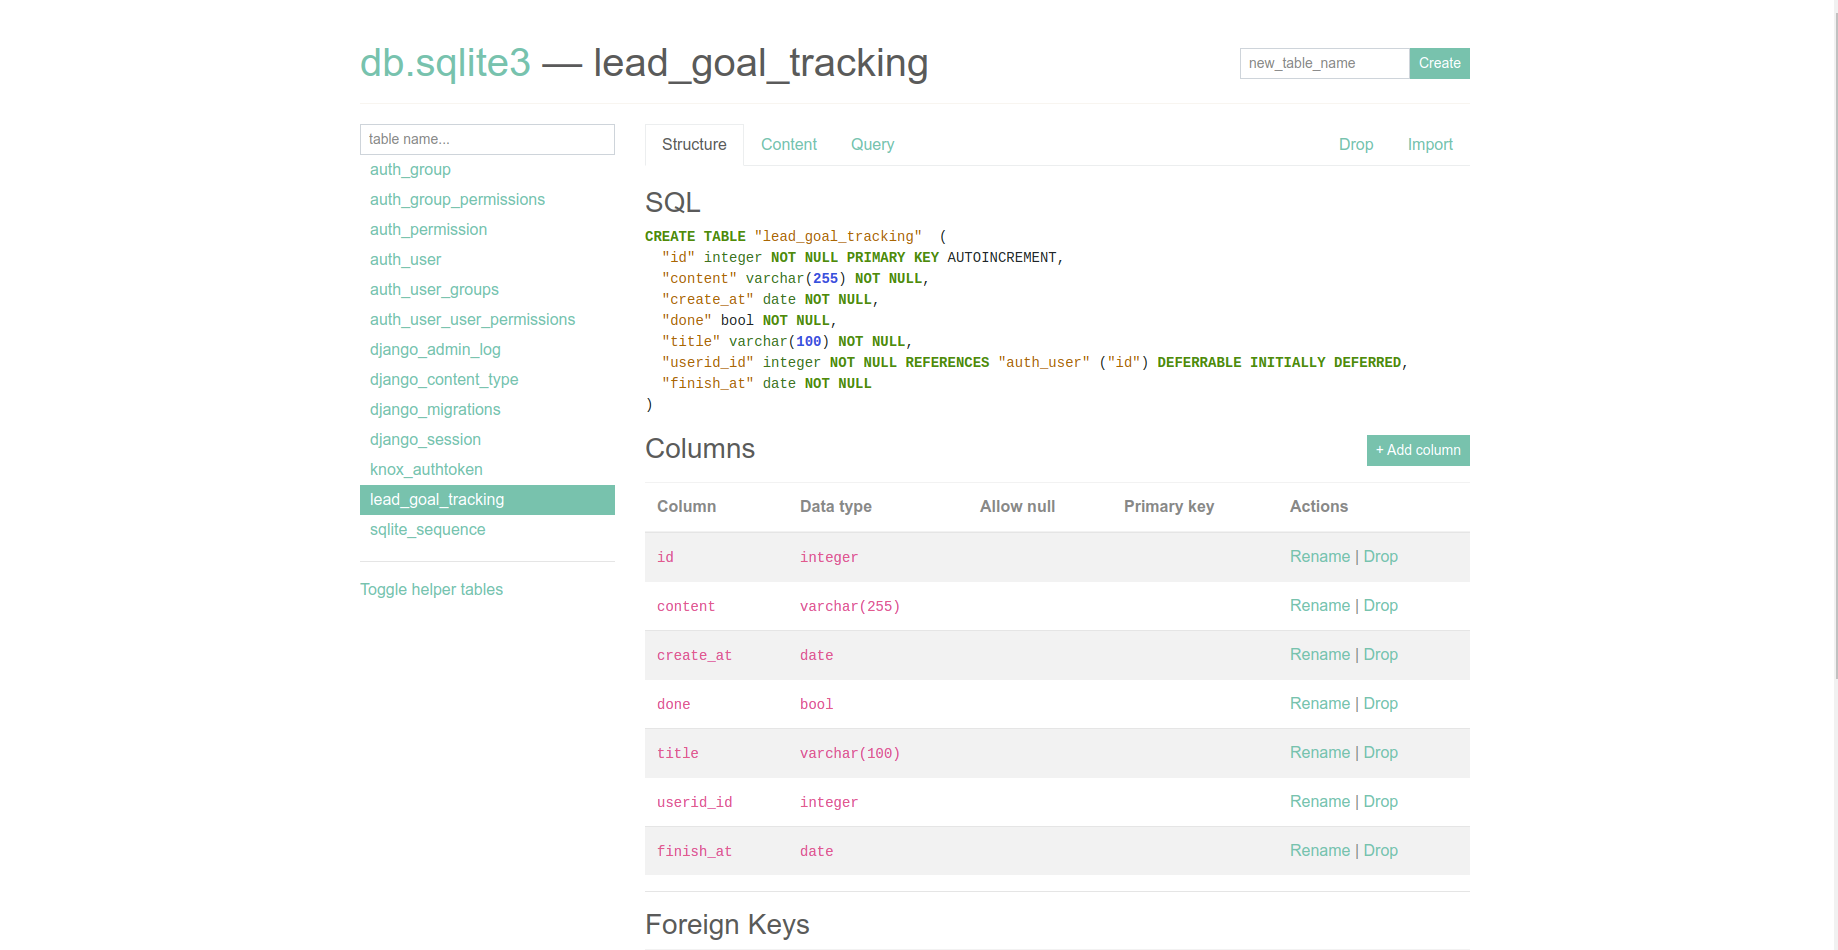 db.sqlite3 — lead_goal_tracking
new_table_name Create
table name...
auth_group
auth_group_permissions
auth_permission
auth_user
auth_user_groups
auth_user_user_permissions
django_admin_log
django_content_type
django_migrations
django_session
knox_authtoken
lead_goal_tracking
sqlite_sequence
Toggle helper tables
Structure Content Query Drop Import
SQL
CREATE TABLE "lead_goal_tracking"  (
  "id" integer NOT NULL PRIMARY KEY AUTOINCREMENT,
  "content" varchar(255) NOT NULL,
  "create_at" date NOT NULL,
  "done" bool NOT NULL,
  "title" varchar(100) NOT NULL,
  "userid_id" integer NOT NULL REFERENCES "auth_user" ("id") DEFERRABLE INITIALLY DEFERRED,
  "finish_at" date NOT NULL
)
Columns + Add column
Column Data type Allow null Primary key Actions
id integer Rename | Drop
content varchar(255) Rename | Drop
create_at date Rename | Drop
done bool Rename | Drop
title varchar(100) Rename | Drop
userid_id integer Rename | Drop
finish_at date Rename | Drop
Foreign Keys